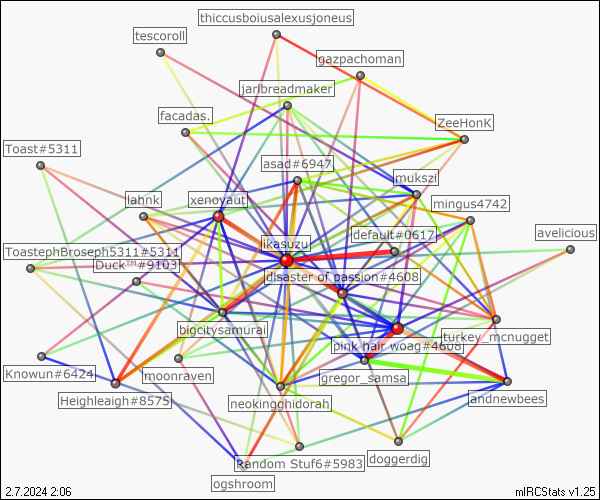 thiccusboiusalexusjoneus
tescoroll
gazpachoman
jarlbreadmaker
facadas.
ZeeHonK
Toast#5311
asad#6947
mukszi
lahnk
xenoyaut
mingus4742
default#0617
avelicious
ikasuzu
ToastephBroseph5311#5311
Duck™#9103
disaster of passion#4608
bigcitysamurai
turkey_mcnugget
pink hair woag#4608
Knowun#6424
moonraven
gregor_samsa
Heighleaigh#8575
neokingghidorah
andnewbees
Random Stuf6#5983
doggerdig
ogshroom
2.7.2024 2:06
mIRCStats v1.25